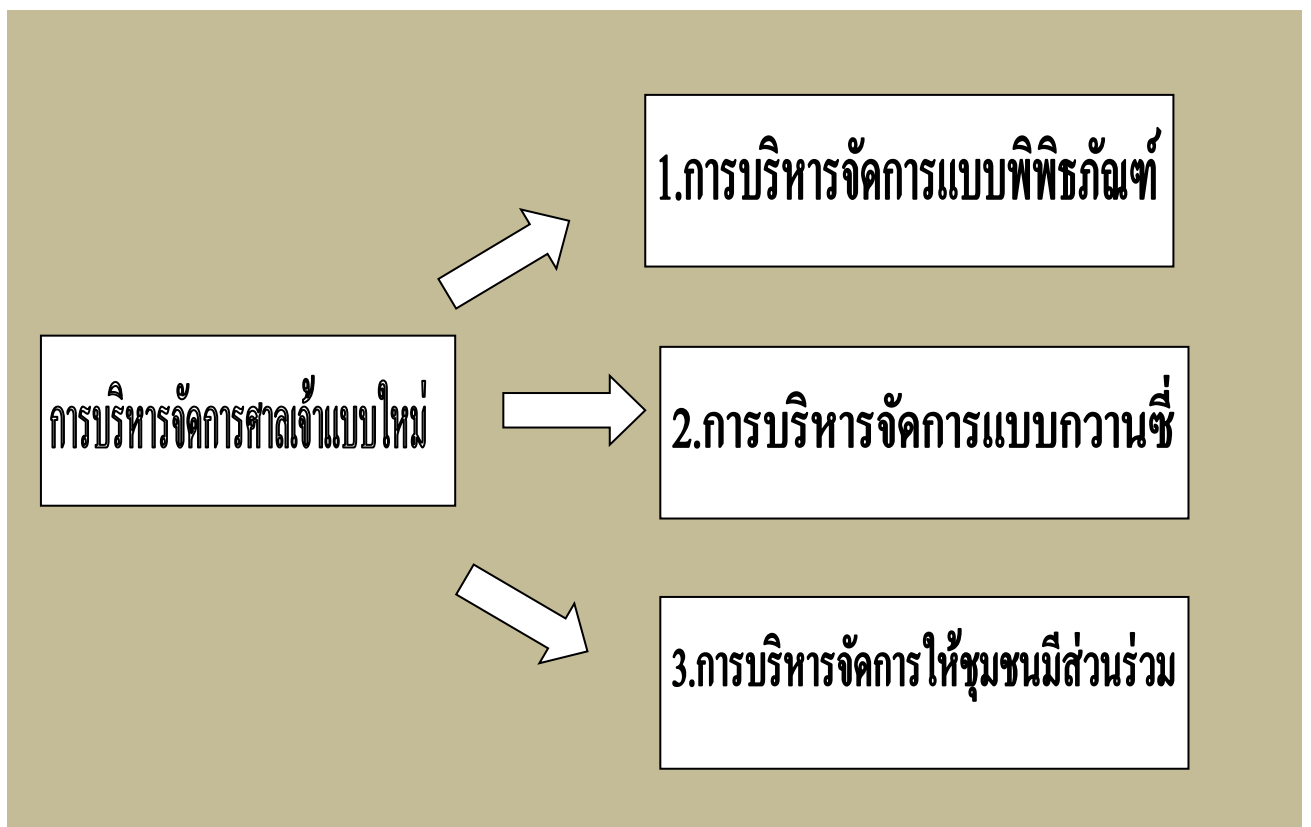 1.การบริหารจัดการแบบพิพิธภัณฑ์
การบริหารจัดการศาลเจ้าแบบใหม่
2.การบริหารจัดการแบบกวานซี่
3.การบริหารจัดการให้ชุมชนมีส่วนร่วม